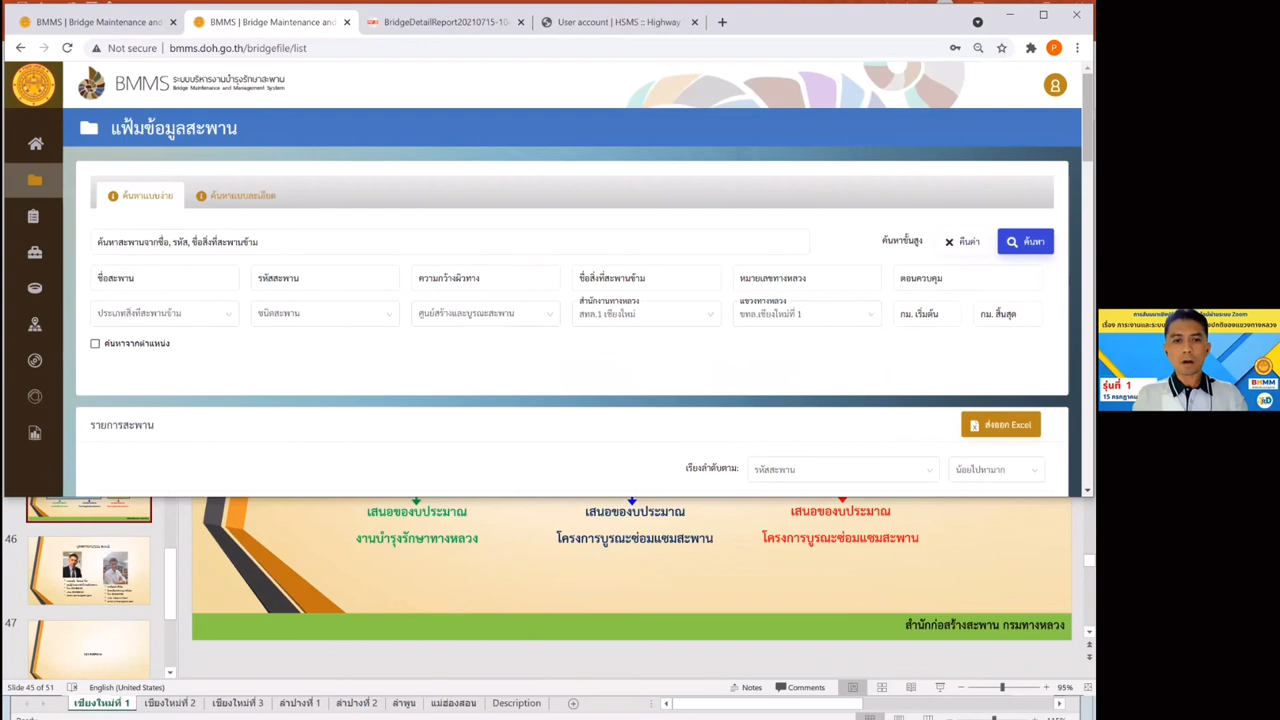 BMMS | Bridge Maintenance and
BMMS | Bridge Maintenance and
BridgeDetailReport20210715-10
User account | HSMS :: Highway
Not secure | bmms.doh.go.th/bridgefile/list
P
BMMS ระบบบริหารงานบำรุงรักษาสะพาน
Bridge Maintenance and Management System
แฟ้มข้อมูลสะพาน
ค้นหาแบบง่าย
ค้นหาแบบละเอียด
ค้นหาสะพานจากชื่อ, รหัส, ชื่อสิ่งที่สะพานข้าม
ค้นหาขั้นสูง
คืนค่า
ค้นหา
ชื่อสะพาน
รหัสสะพาน
ความกว้างผิวทาง
ชื่อสิ่งที่สะพานข้าม
หมายเลขทางหลวง
ตอนควบคุม
ประเภทสิ่งที่สะพานข้าม
ชนิดสะพาน
ศูนย์สร้างและบูรณะสะพาน
สำนักงานทางหลวง
สทล.1 เชียงใหม่
แขวงทางหลวง
ขทล.เชียงใหม่ที่ 1
กม. เริ่มต้น
กม. สิ้นสุด
ค้นหาจากตำแหน่ง
รายการสะพาน
ส่งออก Excel
เรียงลำดับตาม:
รหัสสะพาน
น้อยไปหามาก
เสนอของบประมาณ
งานบำรุงรักษาทางหลวง
เสนอของบประมาณ
โครงการบูรณะซ่อมแซมสะพาน
เสนอของบประมาณ
โครงการบูรณะซ่อมแซมสะพาน
สำนักก่อสร้างสะพาน กรมทางหลวง
46
47
Slide 45 of 51
English (United States)
Notes
Comments
95%
เชียงใหม่ที่ 1
เชียงใหม่ที่ 2
เชียงใหม่ที่ 3
ลำปางที่ 1
ลำปางที่ 2
ลำพูน
แม่ฮ่องสอน
Description
115%
รุ่นที่ 1
15 กรกฎาคม
BMMM